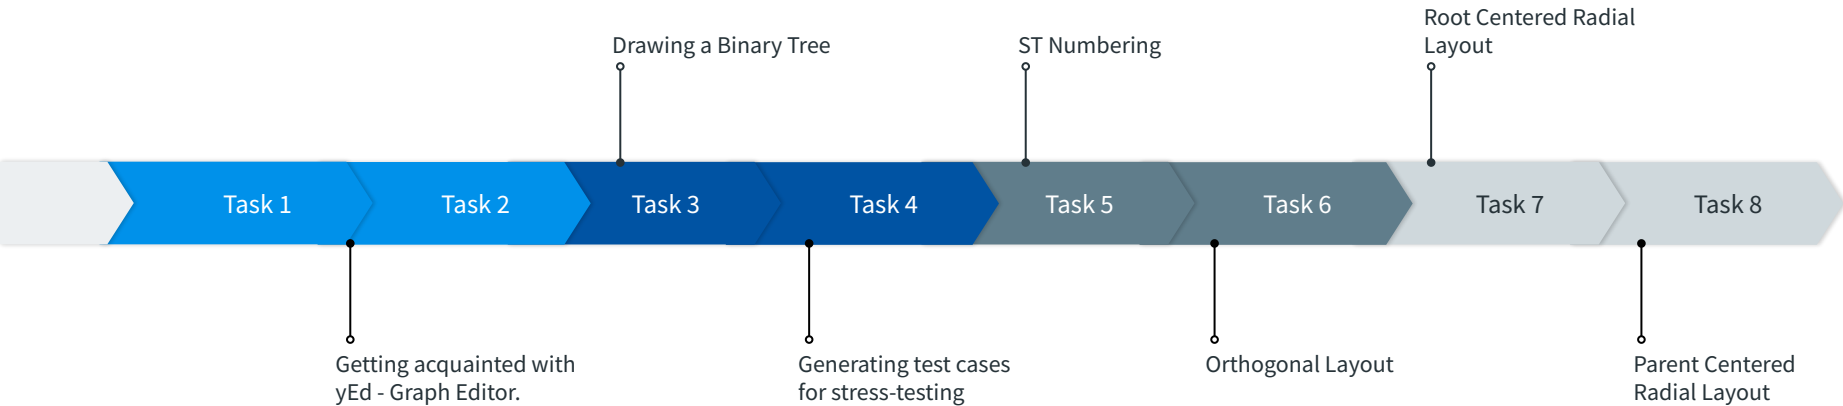 Root Centered Radial
Layout
Drawing a Binary Tree
ST Numbering
Task 1
Task 2
Task 3
Task 4
Task 5
Task 6
Task 7
Task 8
Getting acquainted with
yEd - Graph Editor.
Generating test cases
for stress-testing
Orthogonal Layout
Parent Centered
Radial Layout